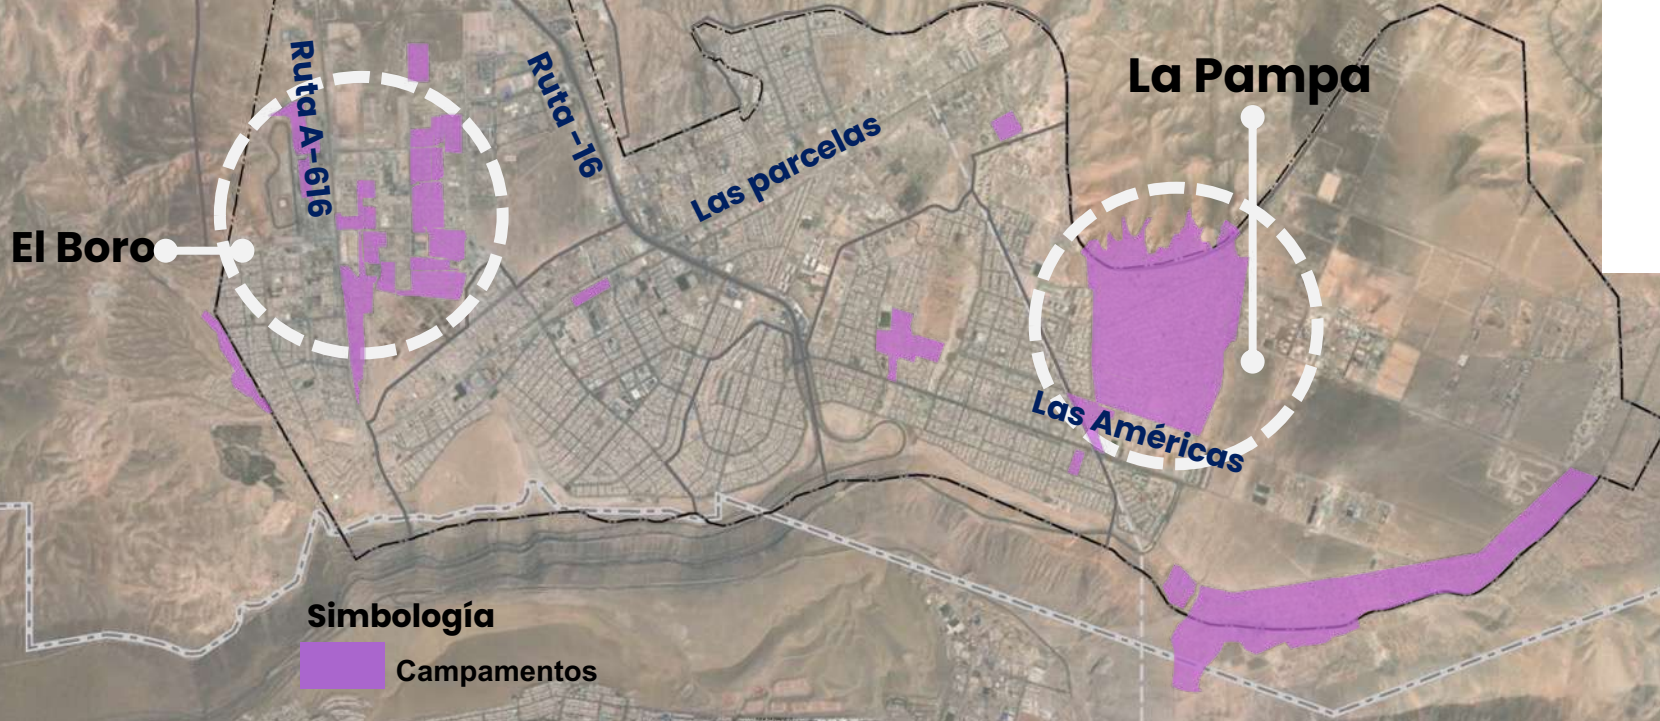 Ruta A-616
Ruta -16
La Pampa
Las parcelas
El Boro
Las Américas
Simbología
Campamentos